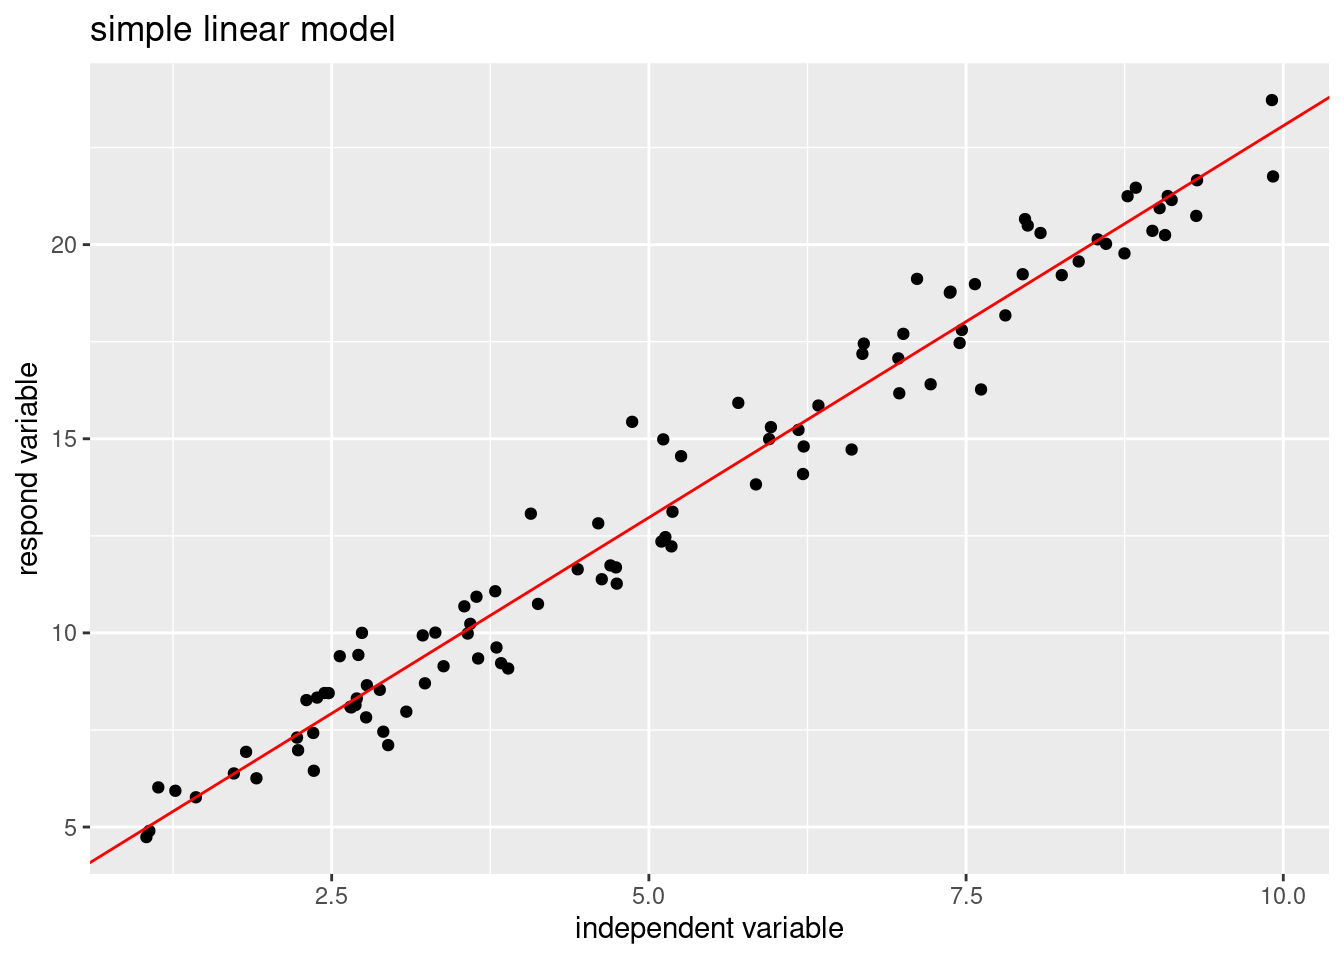 simple linear model
respond variable
20
15
10
5
2.5 5.0 7.5 10.0
independent variable